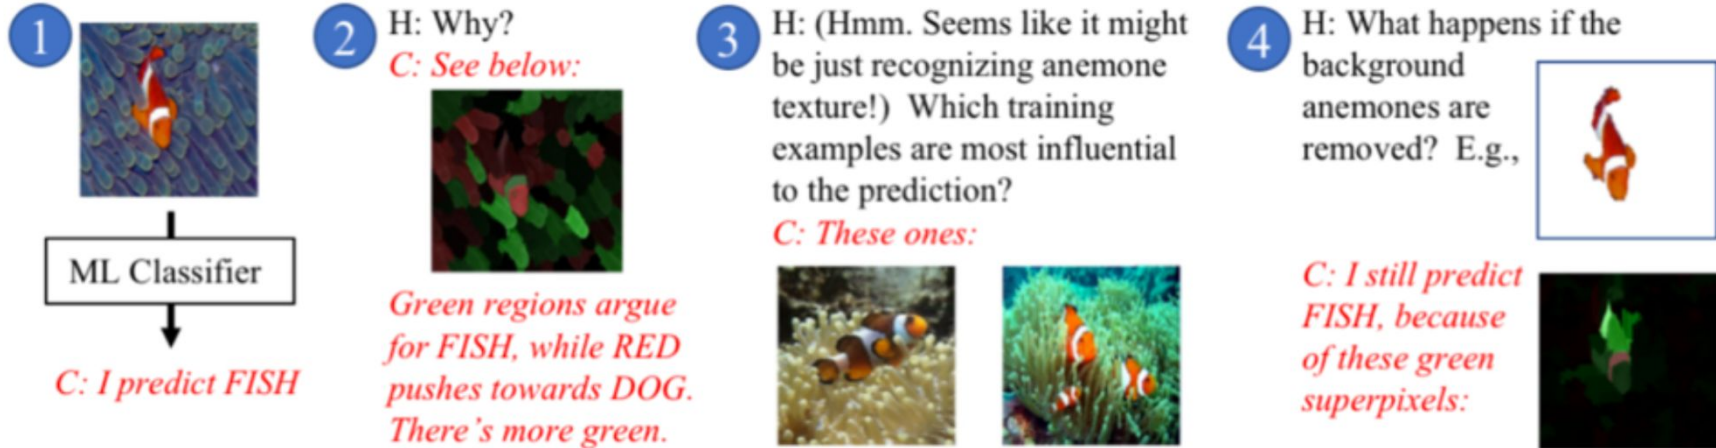 1
ML Classifier
C: I predict FISH
2
H: Why?
C: See below:
Green regions argue
for FISH, while RED
pushes towards DOG.
There’s more green.
3
H: (Hmm. Seems like it might
be just recognizing anemone
texture!) Which training
examples are most influential
to the prediction?
C: These ones:
4
H: What happens if the
background
anemones are
removed? E.g.,
C: I still predict
FISH, because
of these green
superpixels: